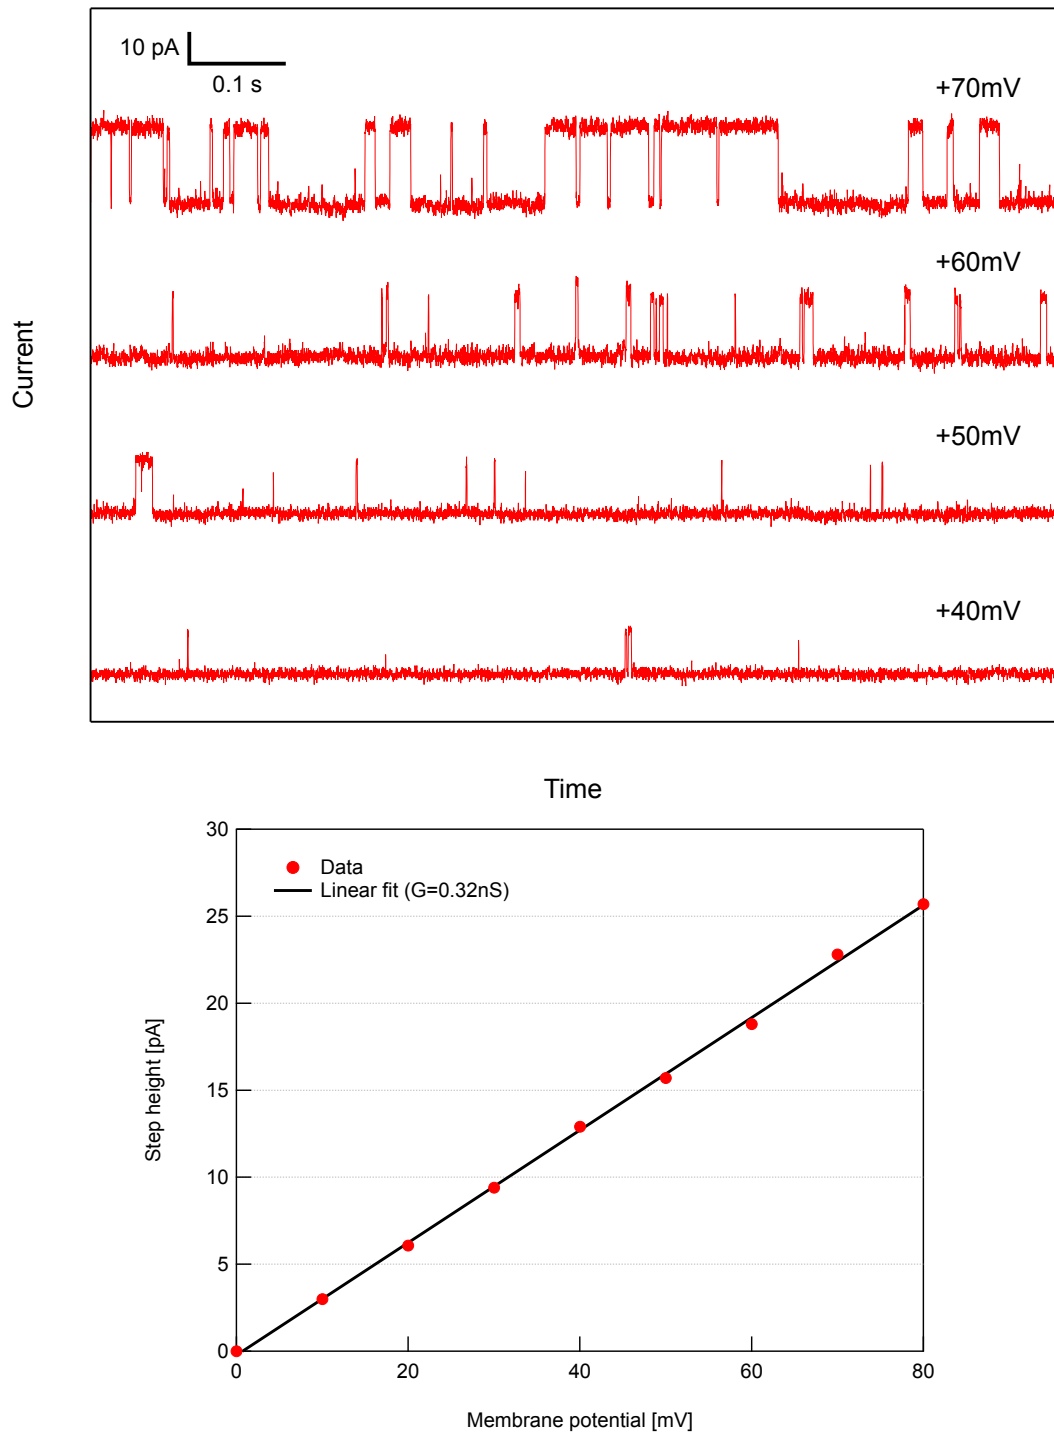 10 pA
0.1 s
+70mV
+60mV
+50mV
+40mV
Current
Time
30
25
20
15
10
5
0
Data
Linear fit (G=0.32nS)
Step height [pA]
0
20
40
60
80
Membrane potential [mV]